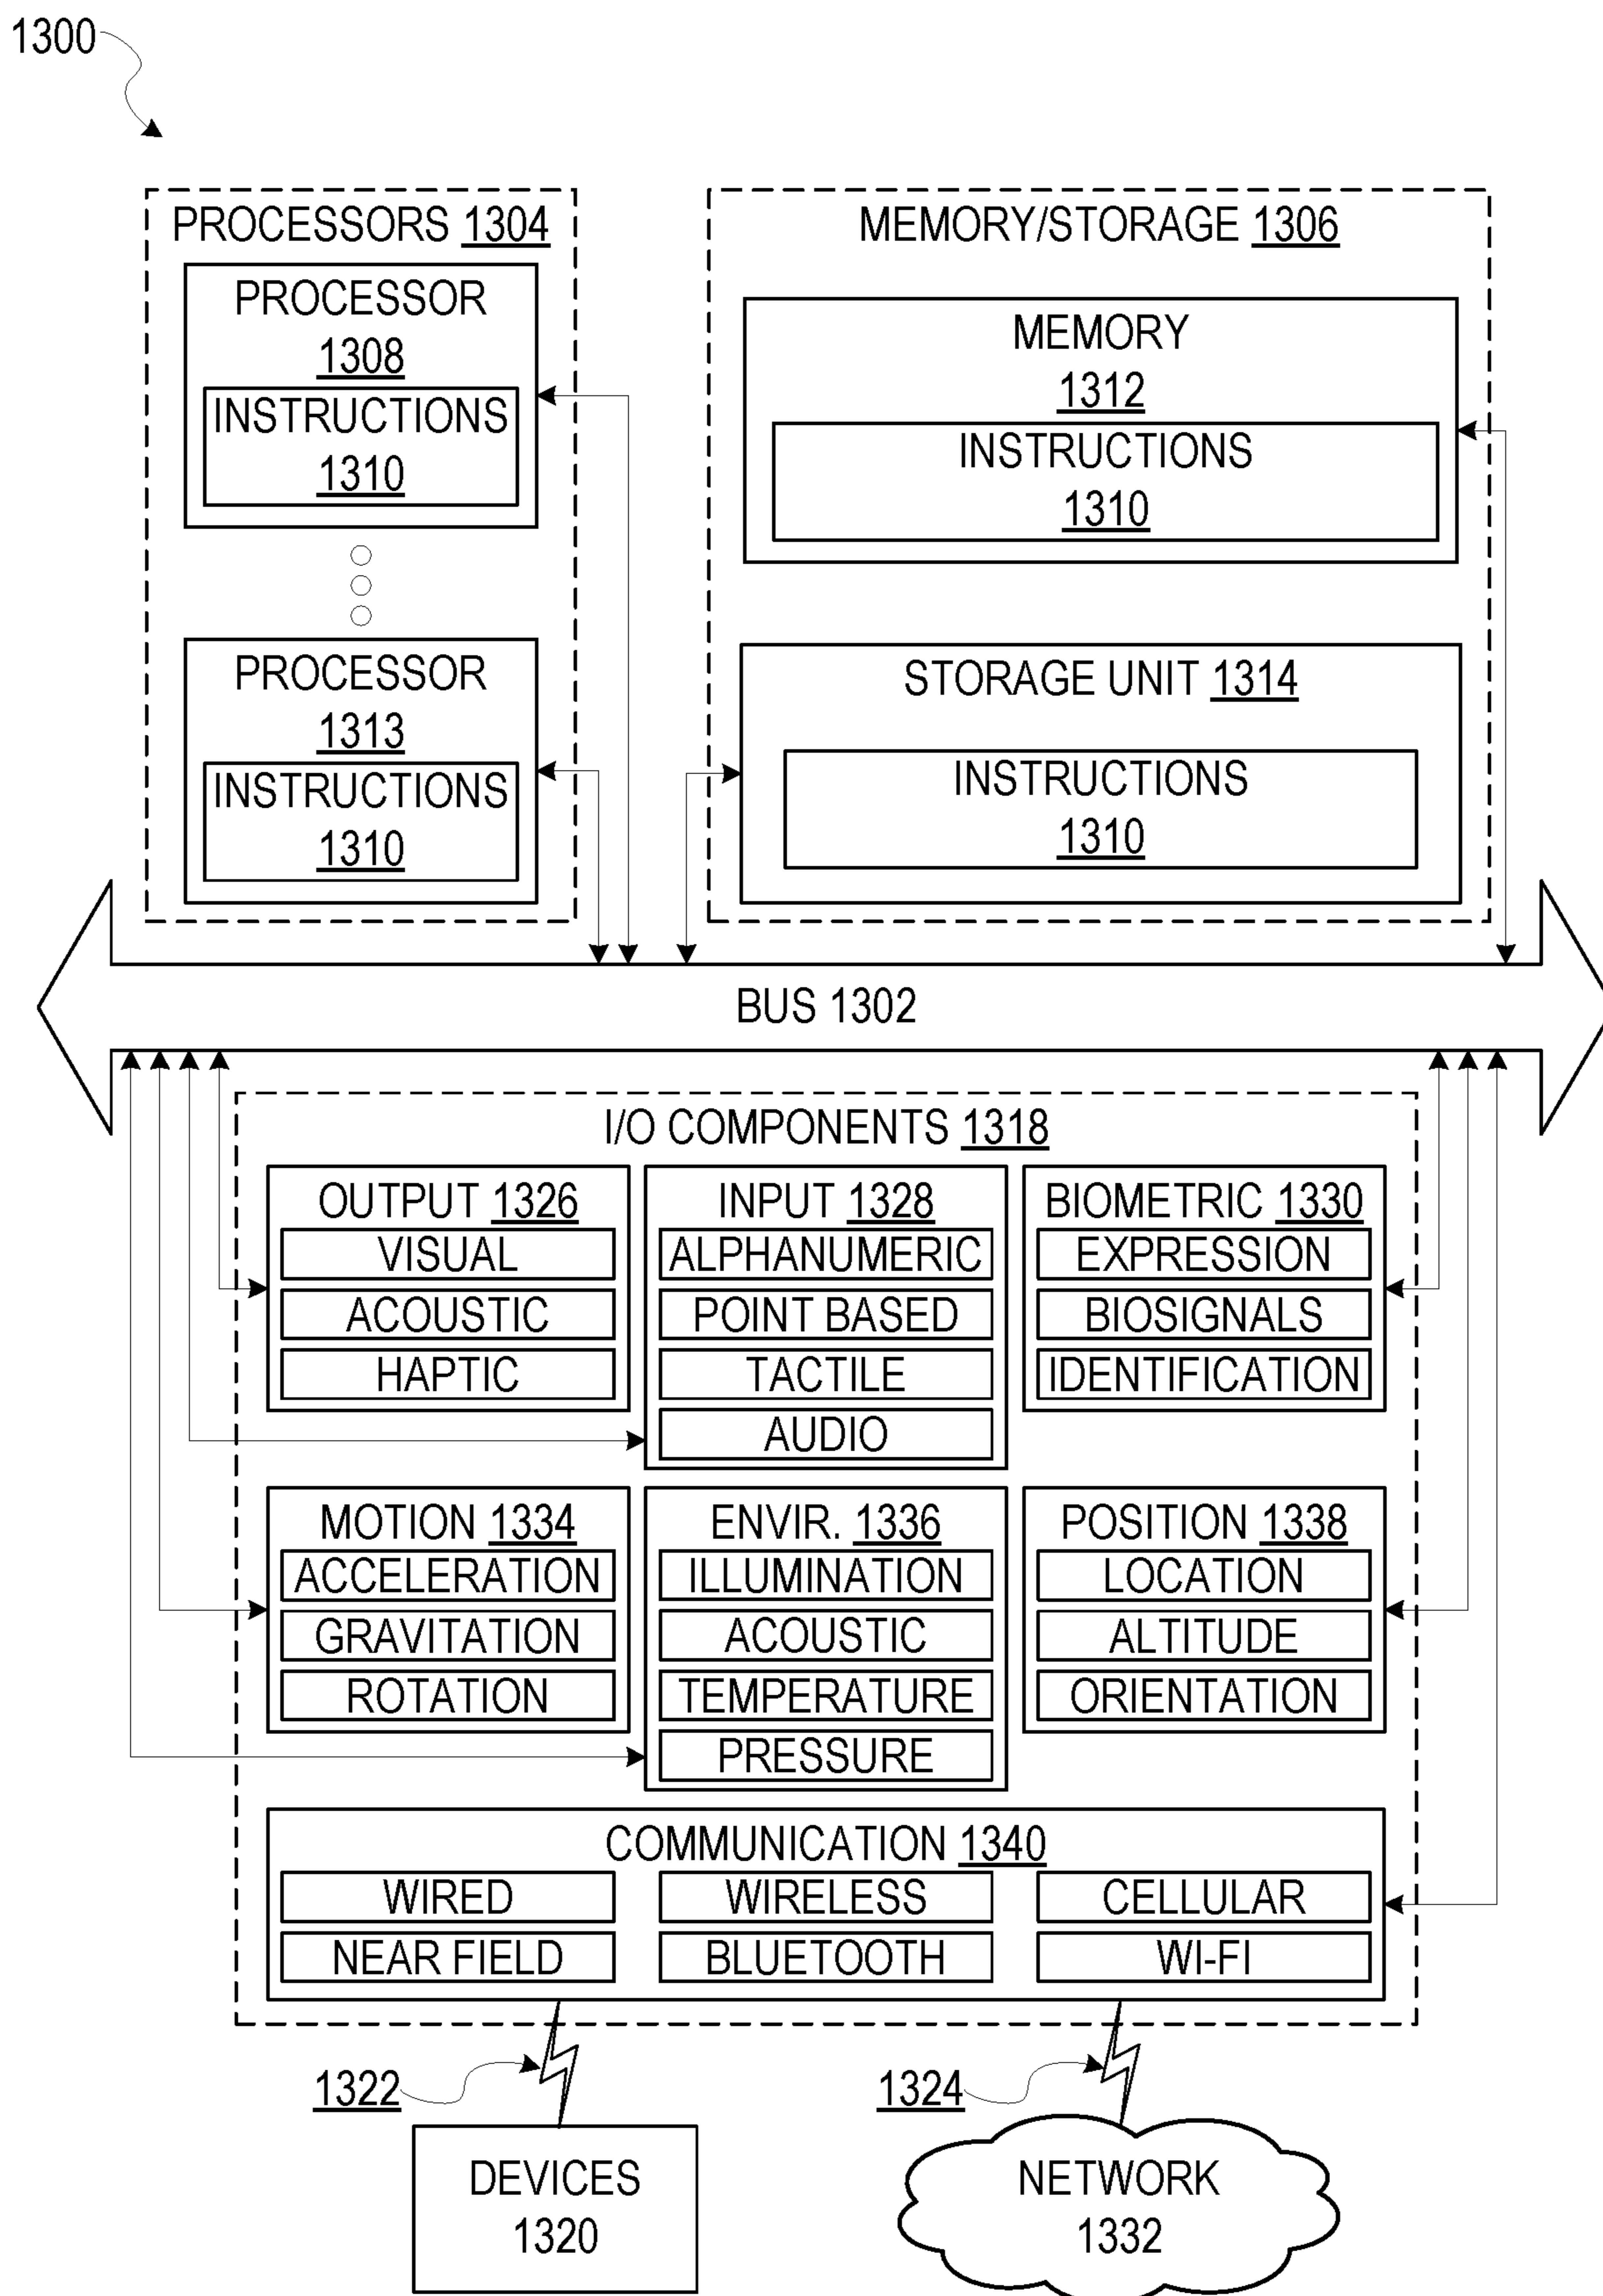 1300
PROCESSORS 1304
PROCESSOR
1308
INSTRUCTIONS
1310
PROCESSOR
1313
INSTRUCTIONS
1310
MEMORY/STORAGE 1306
MEMORY
1312
INSTRUCTIONS
1310
STORAGE UNIT 1314
INSTRUCTIONS
1310
BUS 1302
I/O COMPONENTS 1318
OUTPUT 1326
VISUAL
ACOUSTIC
HAPTIC
INPUT 1328
ALPHANUMERIC
POINT BASED
TACTILE
AUDIO
BIOMETRIC 1330
EXPRESSION
BIOSIGNALS
IDENTIFICATION
MOTION 1334
ACCELERATION
GRAVITATION
ROTATION
ENVIR. 1336
ILLUMINATION
ACOUSTIC
TEMPERATURE
PRESSURE
POSITION 1338
LOCATION
ALTITUDE
ORIENTATION
COMMUNICATION 1340
WIRED
WIRELESS
CELLULAR
NEAR FIELD
BLUETOOTH
WI-FI
1322
1324
DEVICES
1320
NETWORK
1332